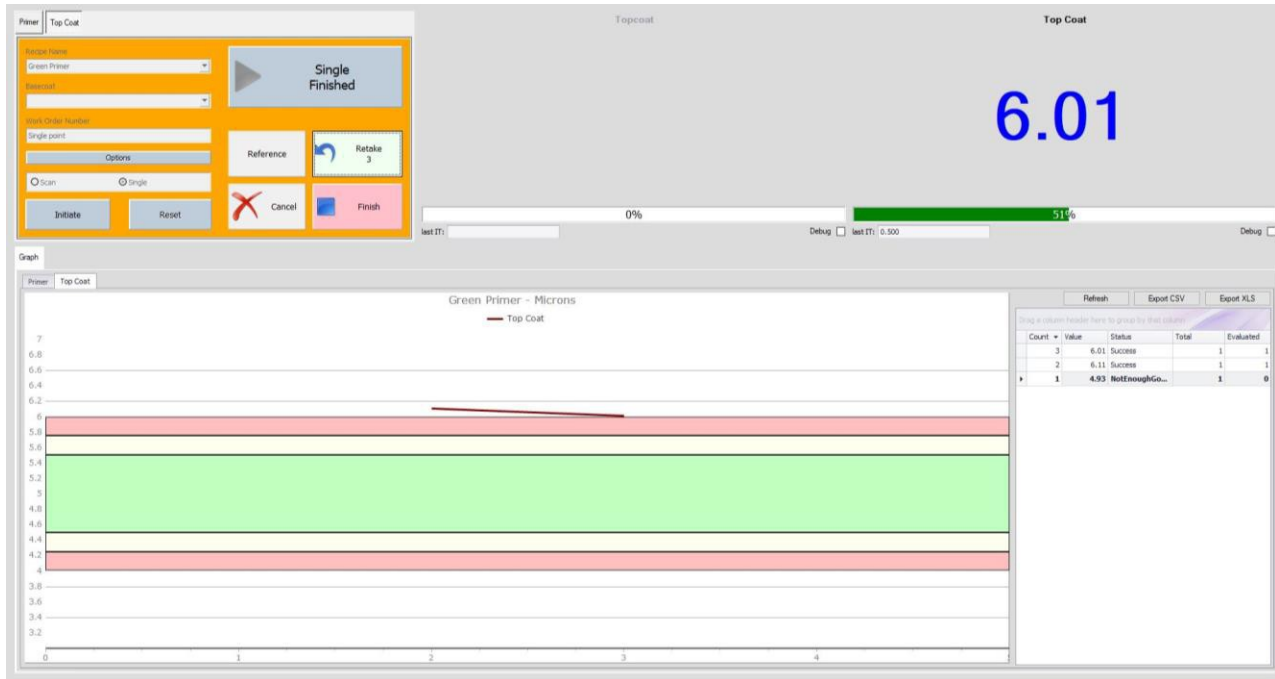 Primer Top Coat
Recipe Name
Green Primer
Basecoat
Work Order Number
Single point
Options
Scan Single
Initiate Reset
Single
Finished
Reference
Retake
3
Cancel
Finish
Topcoat
Top Coat
6.01
0%
51%
last IT:
Debug
last IT: 0.500
Debug
Graph
Primer Top Coat
Green Primer - Microns
Top Coat
7
6.8
6.6
6.4
6.2
6
5.8
5.6
5.4
5.2
5
4.8
4.6
4.4
4.2
4
3.8
3.6
3.4
3.2
0 1 2 3 4
Refresh Export CSV Export XLS
Drag a column header here to group by that column
Count Value Status Total Evaluated
3 6.01 Success 1 1
2 6.11 Success 1 1
1 4.93 NotEnoughGo... 1 0